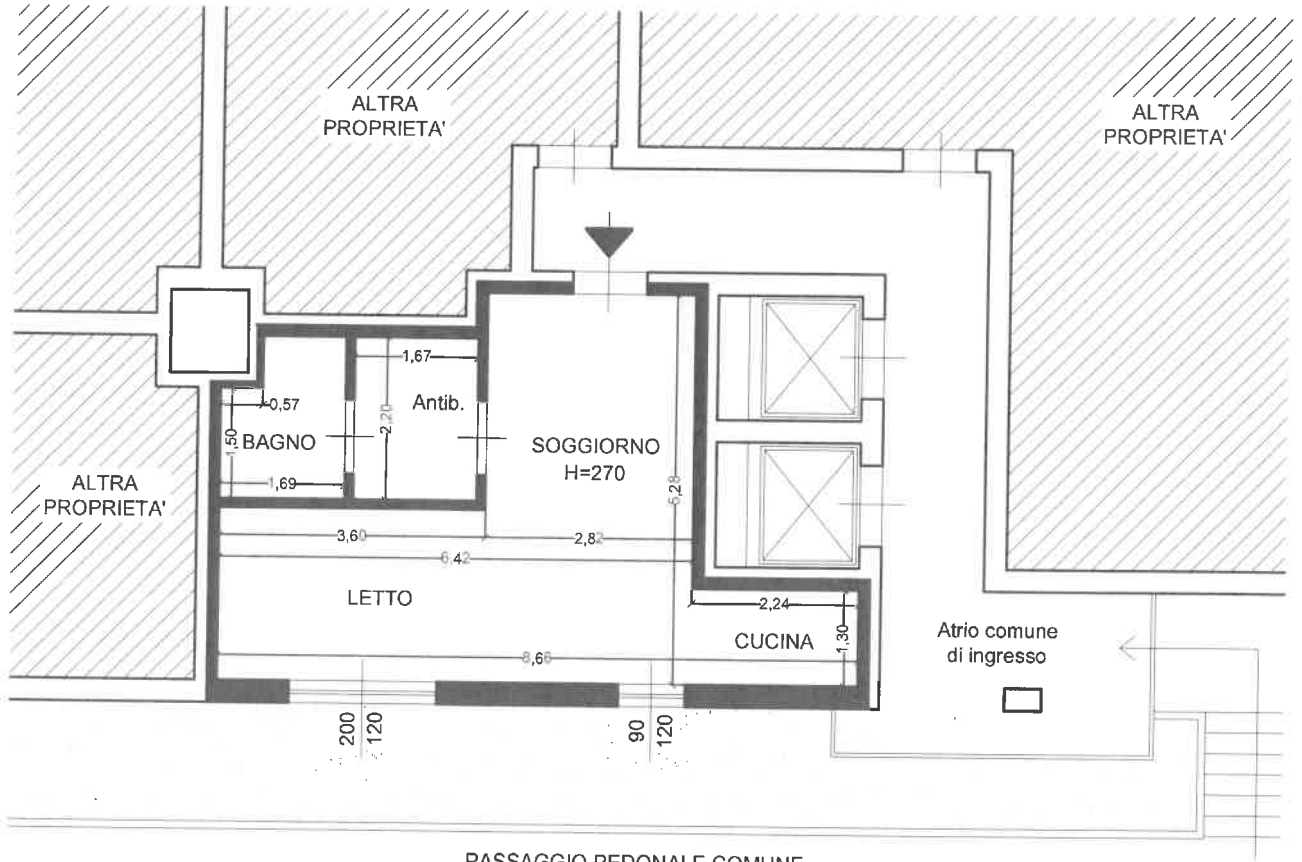 ALTRA
PROPRIETA'
ALTRA
PROPRIETA'
1,67
Antib.
0,57
2,20
1,50
BAGNO
SOGGIORNO
H=270
ALTRA
PROPRIETA'
1,69
5,28
3,60
2,82
6,42
LETTO
2,24
CUCINA
1,30
Atrio comune
di ingresso
8,66
200
120
90
120
PASSAGGIO PEDONALE COMUNE